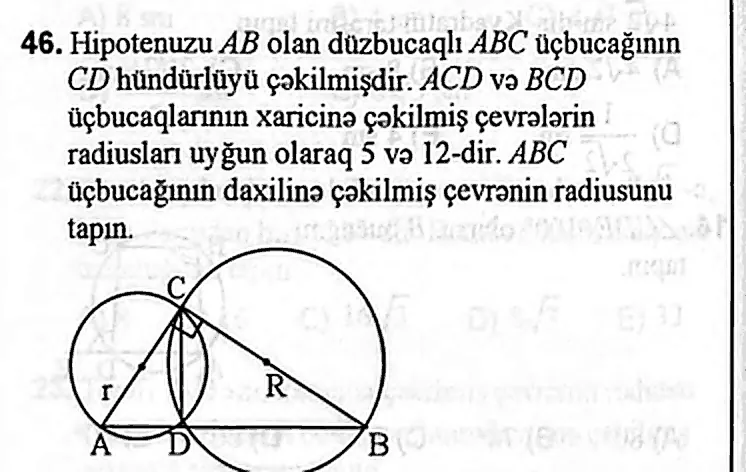 46. Hipotenuzu AB olan düzbucaqlı ABC üçbucağının
CD hündürlüyü çəkilmişdir. ACD və BCD
üçbucaqlarının xaricinə çəkilmiş çevrələrin
radiusları uyğun olaraq 5 və 12-dir. ABC
üçbucağının daxilinə çəkilmiş çevrənin radiusunu
tapın.
C
r R
A D B